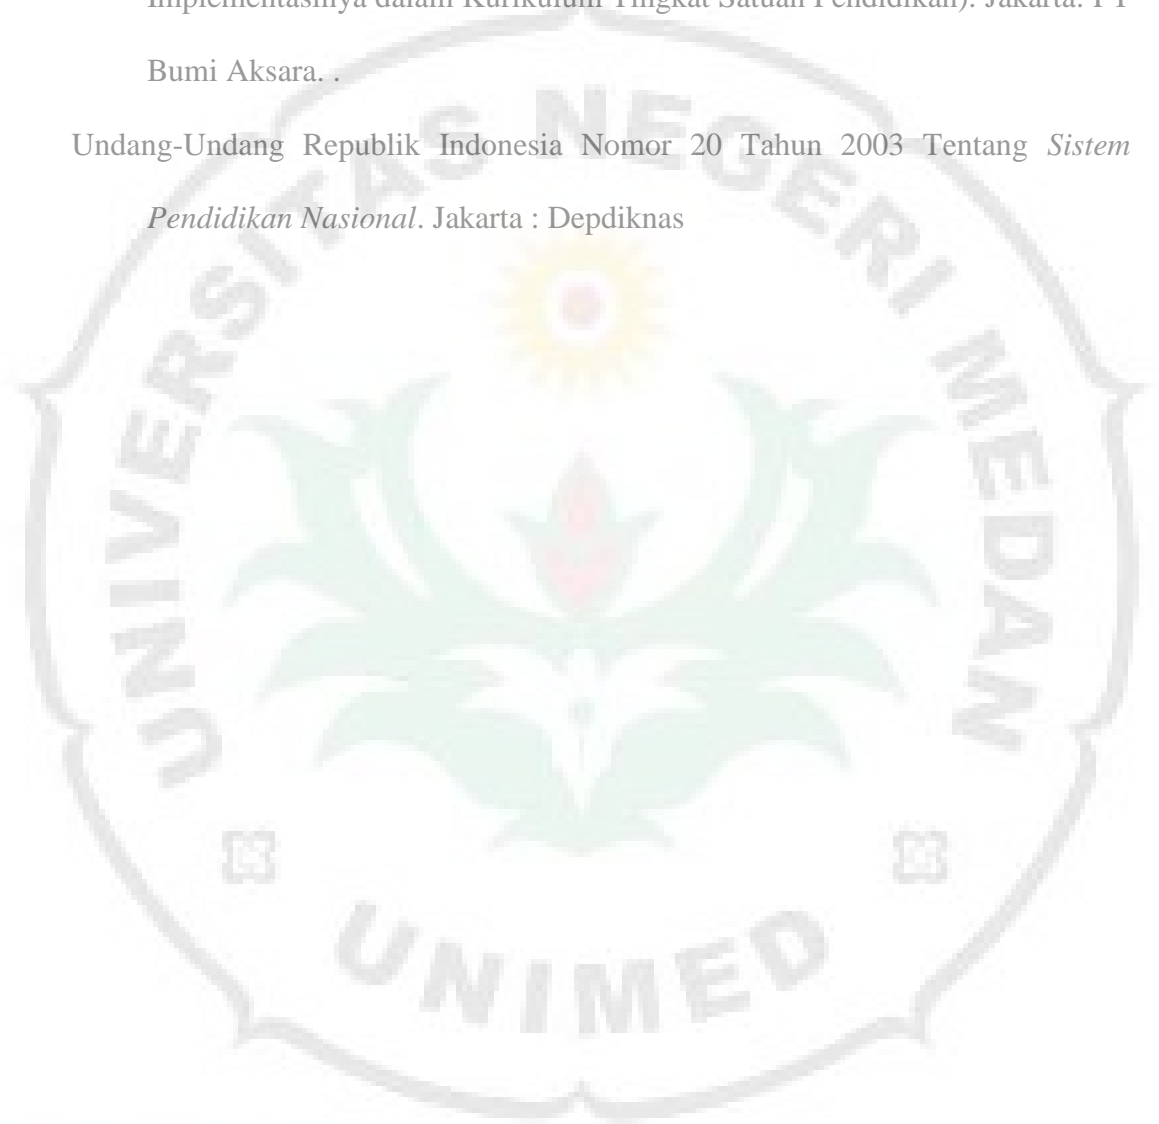 Implementasinya dalam Kurikulum Tingkat Satuan Pendidikan). Jakarta: PT
Bumi Aksara. .
Undang-Undang Republik Indonesia Nomor 20 Tahun 2003 Tentang Sistem
Pendidikan Nasional. Jakarta : Depdiknas
UNIVERSITAS NEGERI MEDAN
UNIMED